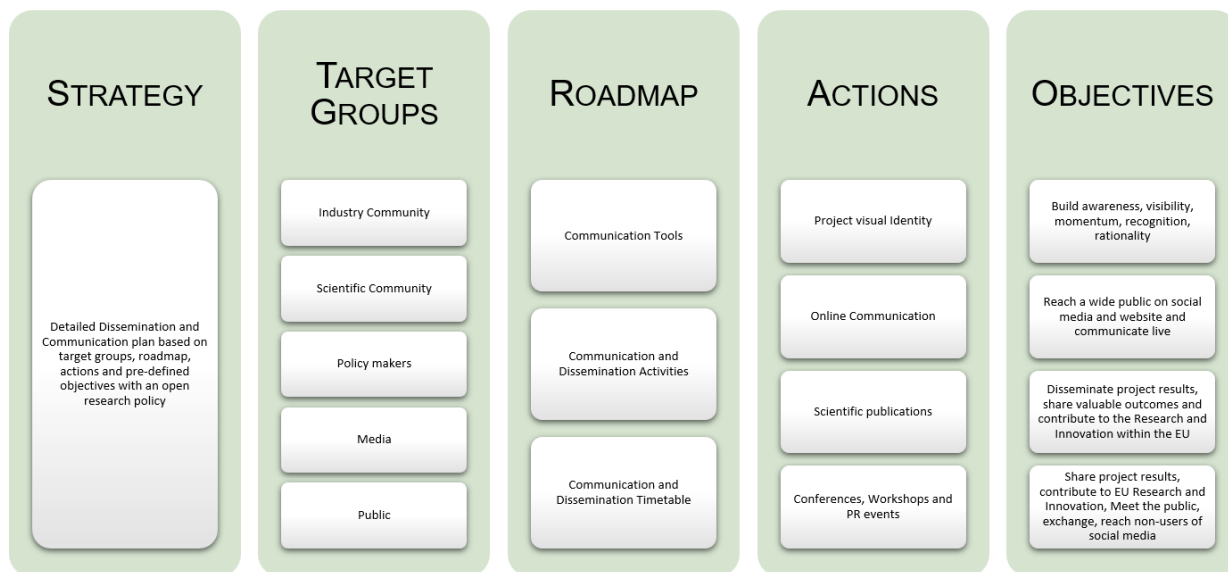 STRATEGY
Detailed Dissemination and
Communication plan based on
target groups, roadmap,
actions and pre-defined
objectives with an open
research policy
TARGET
GROUPS
Industry Community
Scientific Community
Policy makers
Media
Public
ROADMAP
Communication Tools
Communication and
Dissemination Activities
Communication and
Dissemination Timetable
ACTIONS
Project visual Identity
Online Communication
Scientific publications
Conferences, Workshops and
PR events
OBJECTIVES
Build awareness, visibility,
momentum, recognition,
rationality
Reach a wide public on social
media and website and
communicate live
Disseminate project results,
share valuable outcomes and
contribute to the Research and
Innovation within the EU
Share project results,
contribute to EU Research and
Innovation, Meet the public,
exchange, reach non-users of
social media